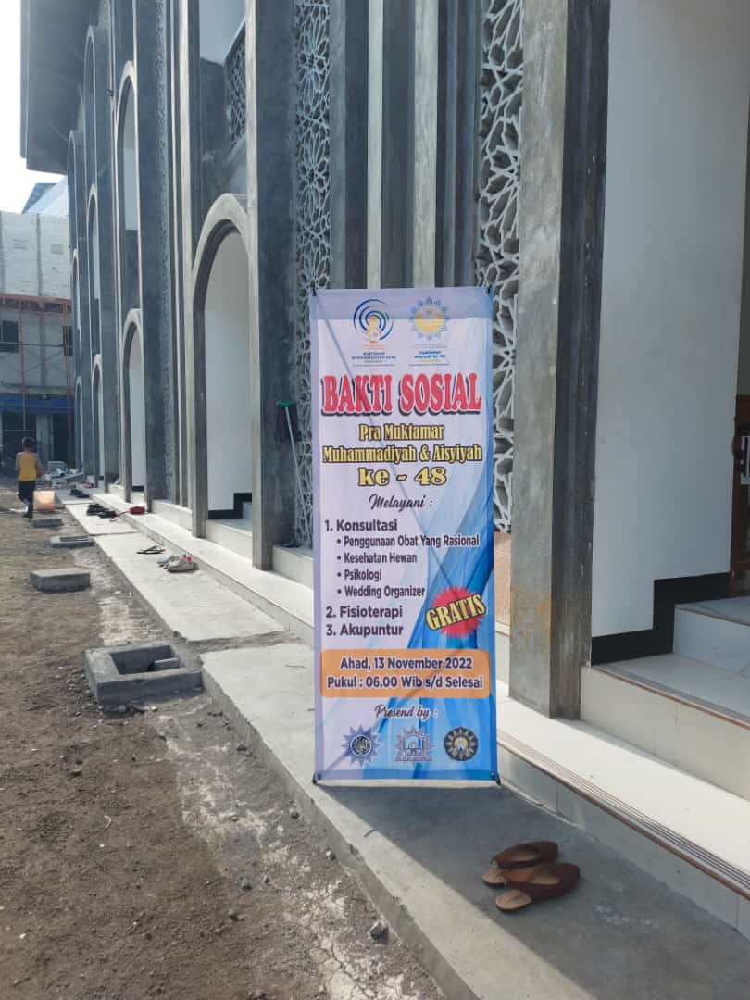 BAKTI SOSIAL
Pra Muktamar
Muhammadiyah & Aisyiyah
ke - 48
Melayani :
1. Konsultasi
• Penggunaan Obat Yang Rasional
• Kesehatan Hewan
• Psikologi
• Wedding Organizer
2. Fisioterapi
3. Akupuntur
GRATIS
Ahad, 13 November 2022
Pukul : 06.00 Wib s/d Selesai
Presend by :